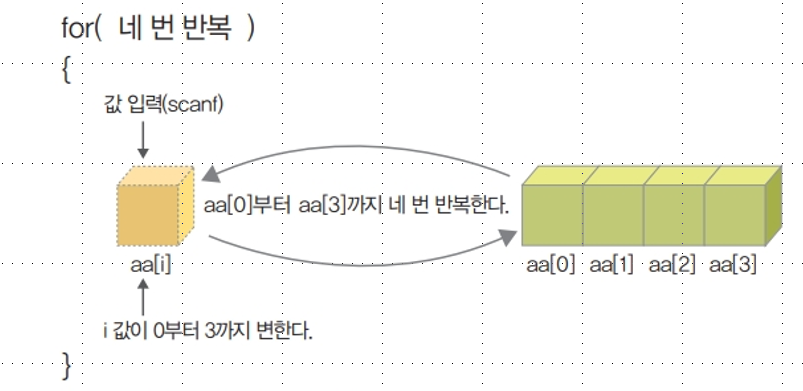 for( 네 번 반복 )
{
값 입력(scanf)
aa[0]부터 aa[3]까지 네 번 반복한다.
aa[i]
aa[0] aa[1] aa[2] aa[3]
i 값이 0부터 3까지 변한다.
}